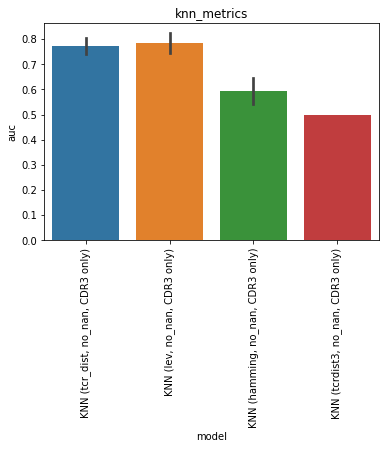 knn_metrics
0.8
0.7
0.6
0.5
0.4
0.3
0.2
0.1
0.0
auc
KNN (tcr_dist, no_nan, CDR3 only)
KNN (lev, no_nan, CDR3 only)
KNN (hamming, no_nan, CDR3 only)
KNN (tcrdist3, no_nan, CDR3 only)
model